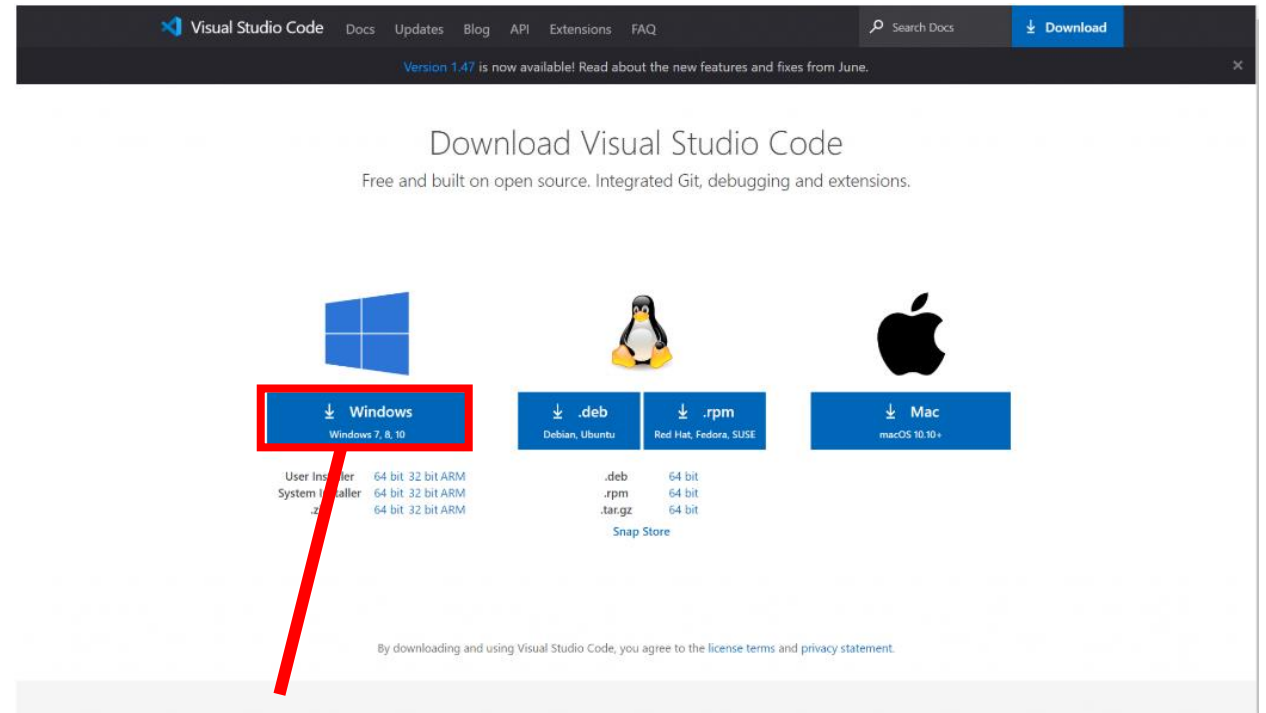 Visual Studio Code Docs Updates Blog API Extensions FAQ Search Docs Download
Version 1.47 is now available! Read about the new features and fixes from June.
Download Visual Studio Code
Free and built on open source. Integrated Git, debugging and extensions.
Windows
Windows 7, 8, 10
.deb
Debian, Ubuntu
.rpm
Red Hat, Fedora, SUSE
Mac
macOS 10.10+
User 64 bit 32 bit ARM
System 64 bit 32 bit ARM
64 bit 32 bit ARM
.deb 64 bit
.rpm 64 bit
.tar.gz 64 bit
Snap Store
By downloading and using Visual Studio Code, you agree to the license terms and privacy statement.